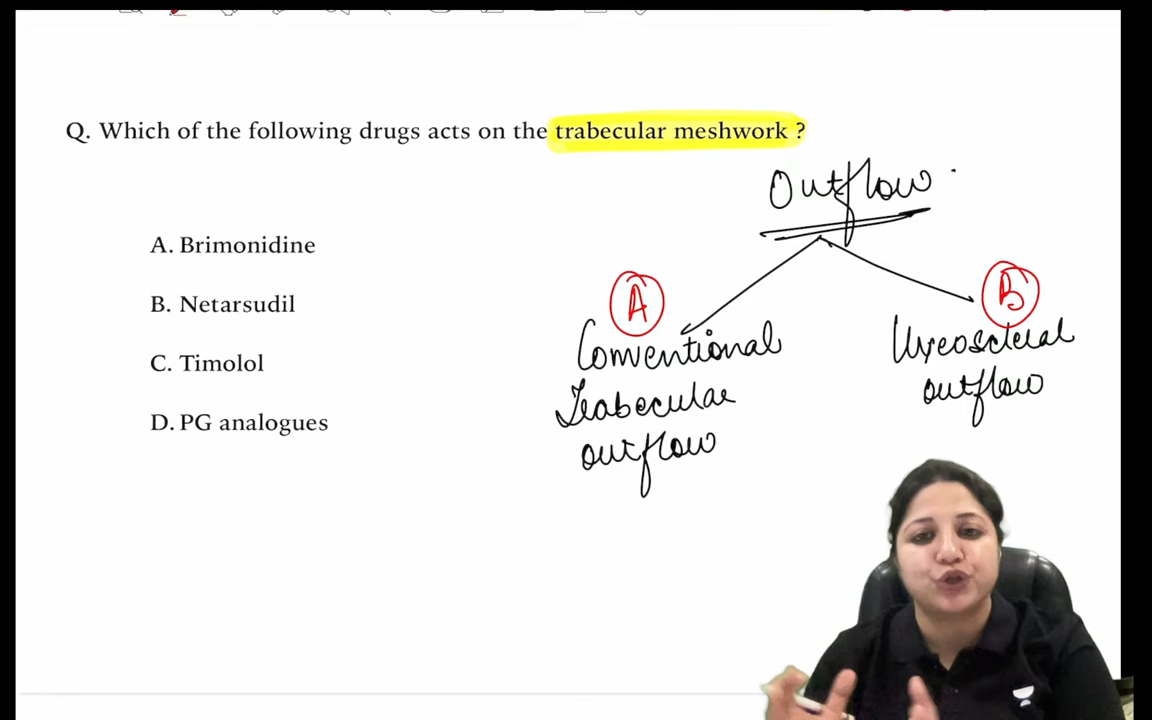 Q. Which of the following drugs acts on the trabecular meshwork ?
Outflow
A. Brimonidine
B. Netarsudil
C. Timolol
D. PG analogues
A
Conventional
Trabecular
outflow
B
Uveoscleral
outflow